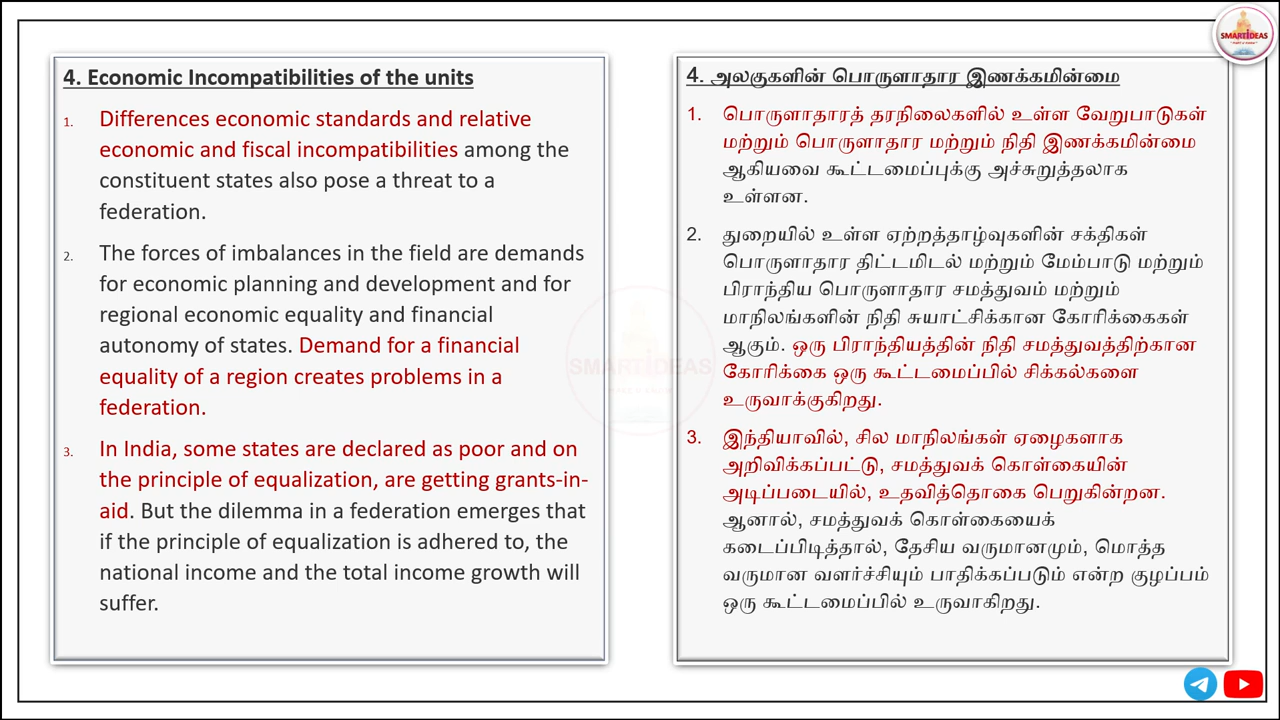 4. Economic Incompatibilities of the units
1. Differences economic standards and relative
economic and fiscal incompatibilities among the
constituent states also pose a threat to a
federation.
2. The forces of imbalances in the field are demands
for economic planning and development and for
regional economic equality and financial
autonomy of states. Demand for a financial
equality of a region creates problems in a
federation.
3. In India, some states are declared as poor and on
the principle of equalization, are getting grants-in-
aid. But the dilemma in a federation emerges that
if the principle of equalization is adhered to, the
national income and the total income growth will
suffer.
4. அலகுகளின் பொருளாதார இணக்கமின்மை
1. பொருளாதாரத் தரநிலைகளில் உள்ள வேறுபாடுகள்
மற்றும் பொருளாதார மற்றும் நிதி இணக்கமின்மை
ஆகியவை கூட்டமைப்புக்கு அச்சுறுத்தலாக
உள்ளன.
2. துறையில் உள்ள ஏற்றத்தாழ்வுகளின் சக்திகள்
பொருளாதார திட்டமிடல் மற்றும் மேம்பாடு மற்றும்
பிராந்திய பொருளாதார சமத்துவம் மற்றும்
மாநிலங்களின் நிதி சுயாட்சிக்கான கோரிக்கைகள்
ஆகும். ஒரு பிராந்தியத்தின் நிதி சமத்துவத்திற்கான
கோரிக்கை ஒரு கூட்டமைப்பில் சிக்கல்களை
உருவாக்குகிறது.
3. இந்தியாவில், சில மாநிலங்கள் ஏழைகளாக
அறிவிக்கப்பட்டு, சமத்துவக் கொள்கையின்
அடிப்படையில், உதவித்தொகை பெறுகின்றன.
ஆனால், சமத்துவக் கொள்கையைக்
கடைப்பிடித்தால், தேசிய வருமானமும், மொத்த
வருமான வளர்ச்சியும் பாதிக்கப்படும் என்ற குழப்பம்
ஒரு கூட்டமைப்பில் உருவாகிறது.
SMARTIDEAS
SMARTIDEAS